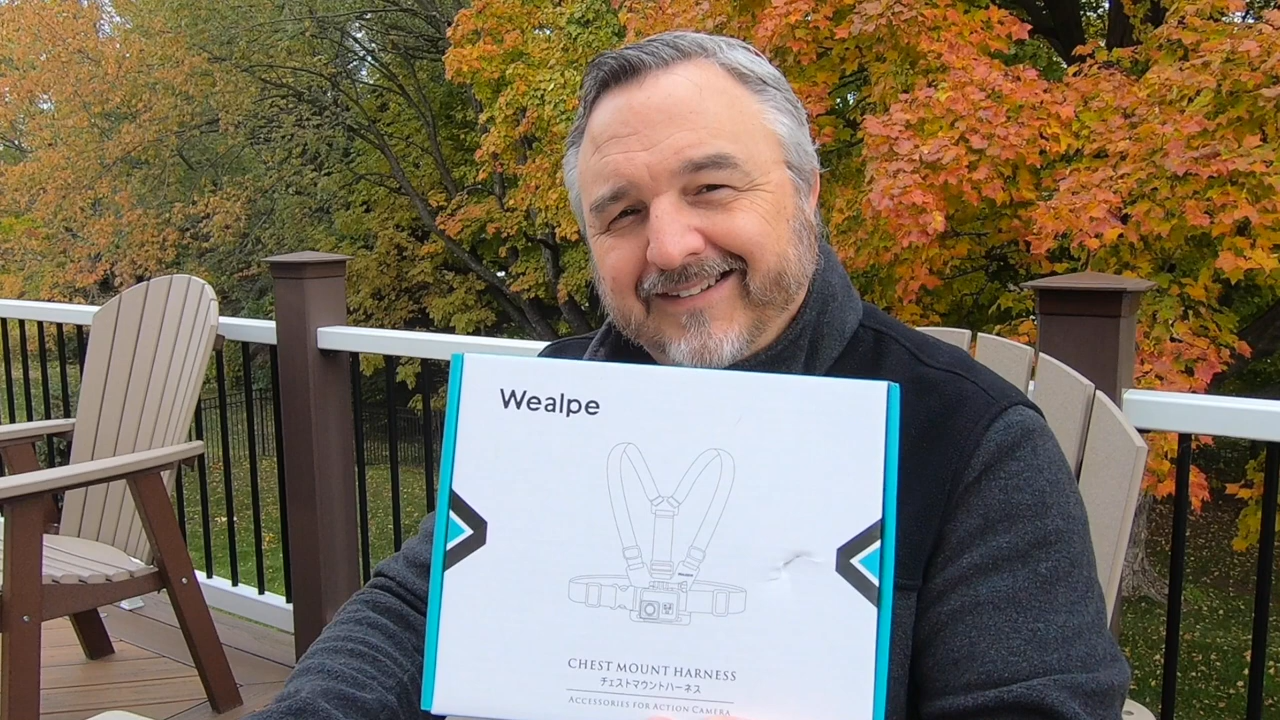 Wealpe
CHEST MOUNT HARNESS
チェストマウントハーネス
ACCESSORIES FOR ACTION CAMERA